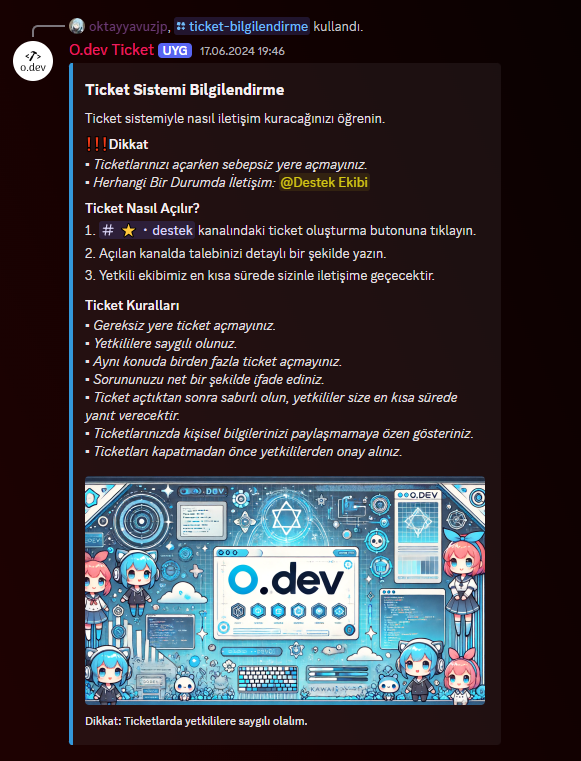 oktayyavuzjp, ticket-bilgilendirme kullandı.
O.dev Ticket UYG 17.06.2024 19:46
o.dev
Ticket Sistemi Bilgilendirme
Ticket sistemiyle nasıl iletişim kuracağınızı öğrenin.
❗❗❗Dikkat
▪ Ticketlarınızı açarken sebepsiz yere açmayınız.
▪ Herhangi Bir Durumda İletişim: @Destek Ekibi
Ticket Nasıl Açılır?
1. # ⭐・destek kanalındaki ticket oluşturma butonuna tıklayın.
2. Açılan kanalda talebinizi detaylı bir şekilde yazın.
3. Yetkili ekibimiz en kısa sürede sizinle iletişime geçecektir.
Ticket Kuralları
▪ Gereksiz yere ticket açmayınız.
▪ Yetkililere saygılı olunuz.
▪ Aynı konuda birden fazla ticket açmayınız.
▪ Sorununuzu net bir şekilde ifade ediniz.
▪ Ticket açtıktan sonra sabırlı olun, yetkililer size en kısa sürede
yanıt verecektir.
▪ Ticketlarınızda kişisel bilgilerinizi paylaşmamaya özen gösteriniz.
▪ Ticketları kapatmadan önce yetkililerden onay alınız.
O.DEV
O.dev
Dikkat: Ticketlarda yetkililere saygılı olalım.